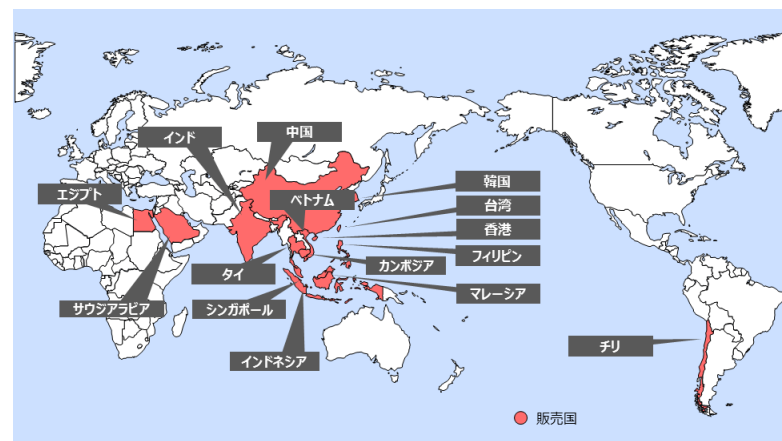 インド
中国
エジプト
ベトナム
韓国
台湾
香港
フィリピン
タイ
カンボジア
サウジアラビア
シンガポール
マレーシア
インドネシア
チリ
販売国